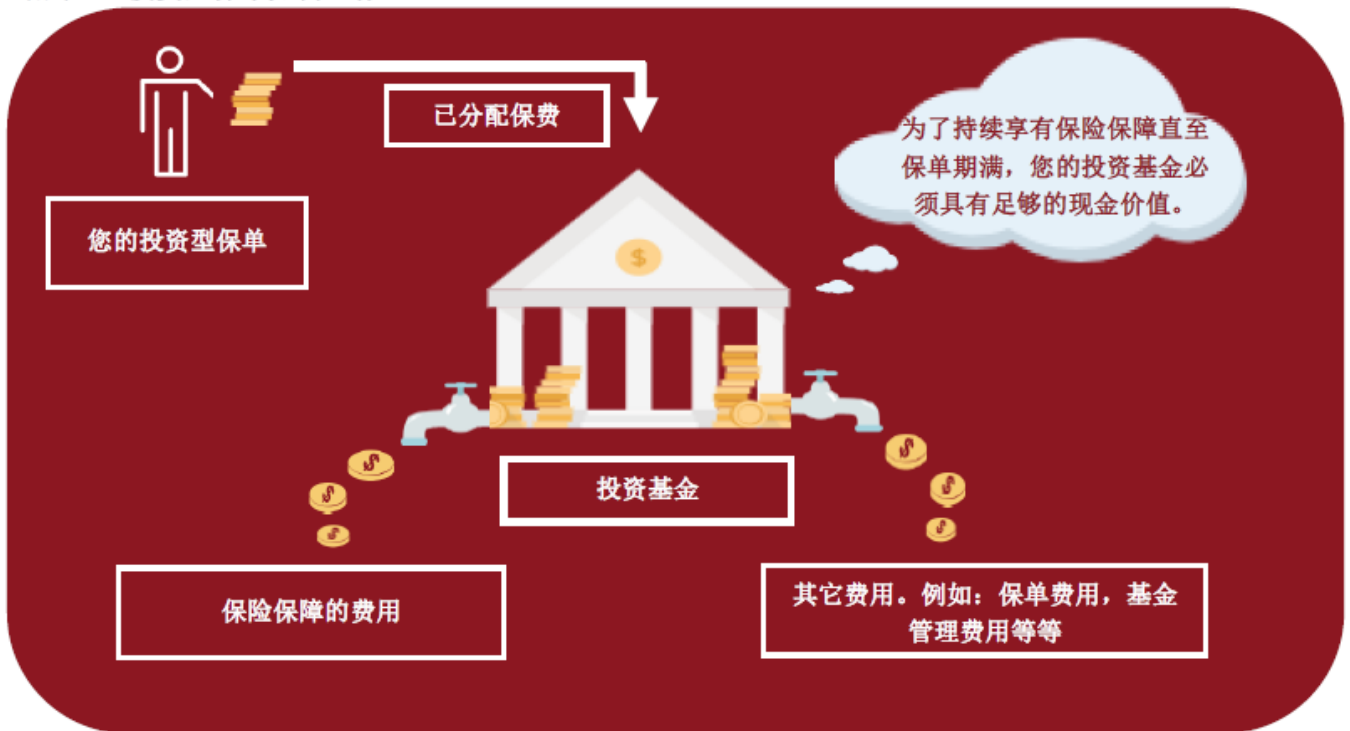 已分配保费
为了持续享有保险保障直至
保单期满，您的投资基金必
须具有足够的现金价值。
您的投资型保单
$
投资基金
保险保障的费用
其它费用。例如：保单费用，基金
管理费用等等